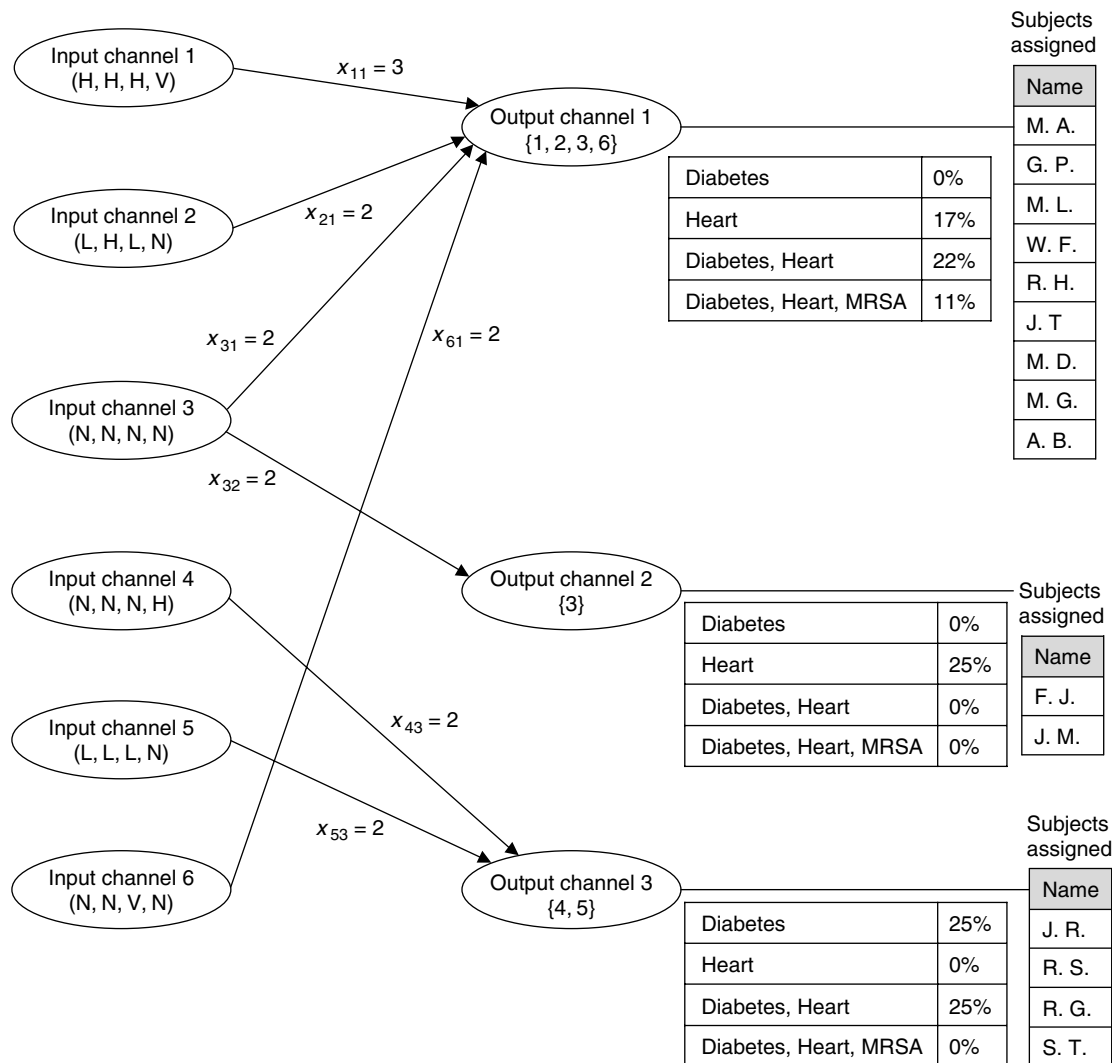 Subjects
assigned
Input channel 1
(H, H, H, V)
x11 = 3
Name
Output channel 1
{1, 2, 3, 6}
M. A.
G. P.
M. L.
W. F.
R. H.
J. T
M. D.
M. G.
A. B.
Diabetes 0%
Heart 17%
Diabetes, Heart 22%
Diabetes, Heart, MRSA 11%
Input channel 2
(L, H, L, N)
x21 = 2
x31 = 2
x61 = 2
Input channel 3
(N, N, N, N)
x32 = 2
Input channel 4
(N, N, N, H)
Output channel 2
{3}
Subjects
assigned
Name
F. J.
J. M.
Diabetes 0%
Heart 25%
Diabetes, Heart 0%
Diabetes, Heart, MRSA 0%
x43 = 2
Input channel 5
(L, L, L, N)
x53 = 2
Input channel 6
(N, N, V, N)
Output channel 3
{4, 5}
Subjects
assigned
Name
J. R.
R. S.
R. G.
S. T.
Diabetes 25%
Heart 0%
Diabetes, Heart 25%
Diabetes, Heart, MRSA 0%